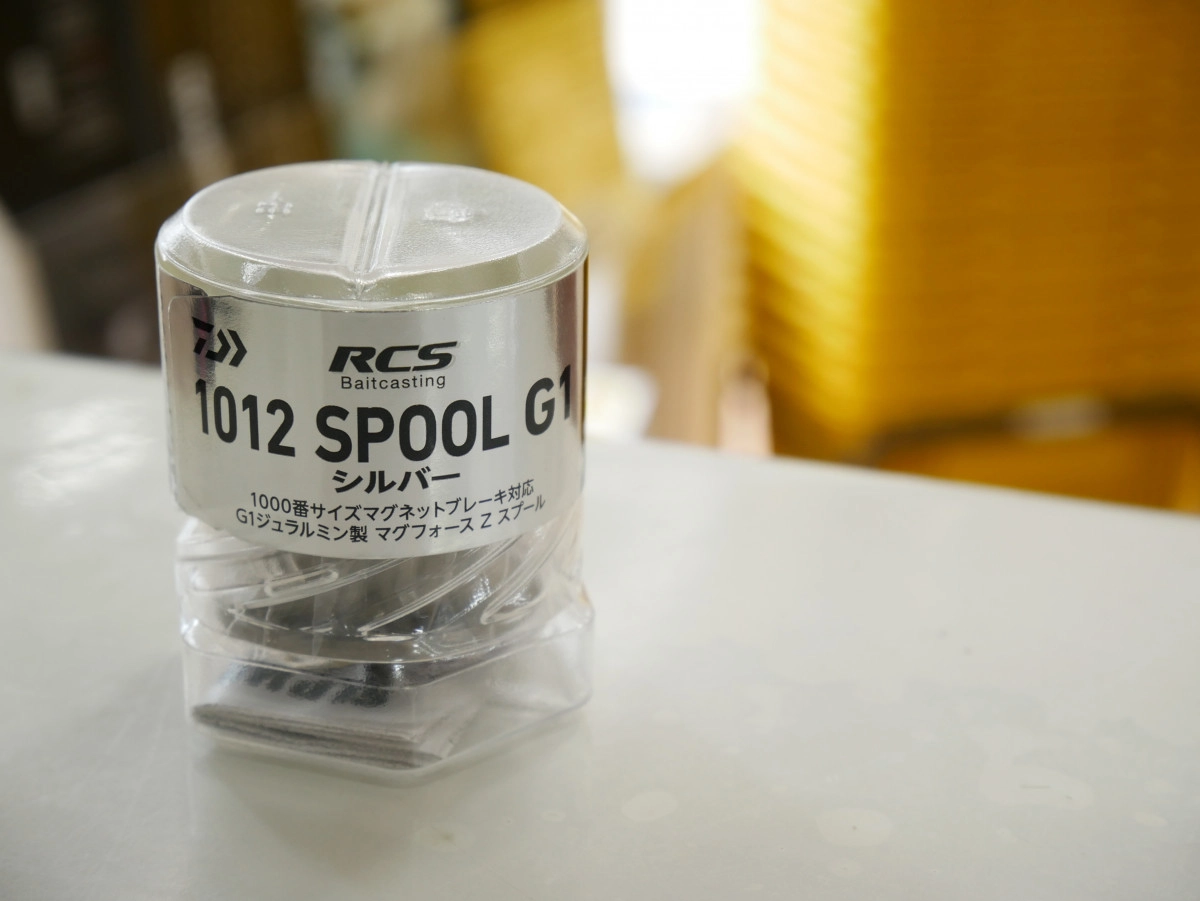 RCS
Baitcasting
1012 SPOOL G1
シルバー
1000番サイズマグネットブレーキ対応
G1ジュラルミン製 マグフォース Z スプール